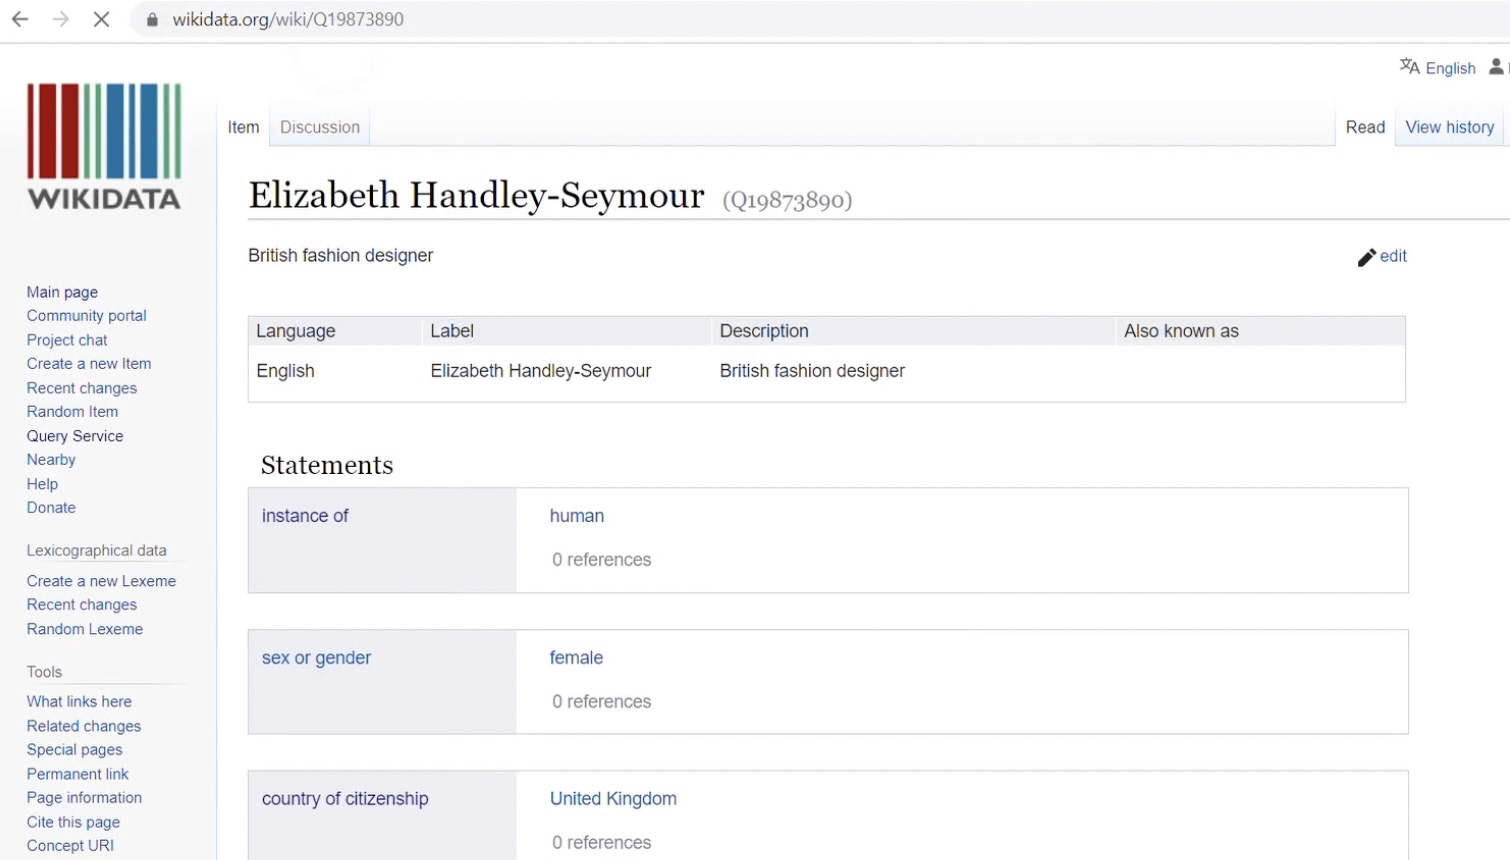 wikidata.org/wiki/Q19873890
English
WIKIDATA
Item
Discussion
Read
View history
Elizabeth Handley-Seymour (Q19873890)
British fashion designer
edit
Language Label Description Also known as
English Elizabeth Handley-Seymour British fashion designer
Main page
Community portal
Project chat
Create a new Item
Recent changes
Random Item
Query Service
Nearby
Help
Donate
Lexicographical data
Create a new Lexeme
Recent changes
Random Lexeme
Tools
What links here
Related changes
Special pages
Permanent link
Page information
Cite this page
Concept URI
Statements
instance of
human
0 references
sex or gender
female
0 references
country of citizenship
United Kingdom
0 references